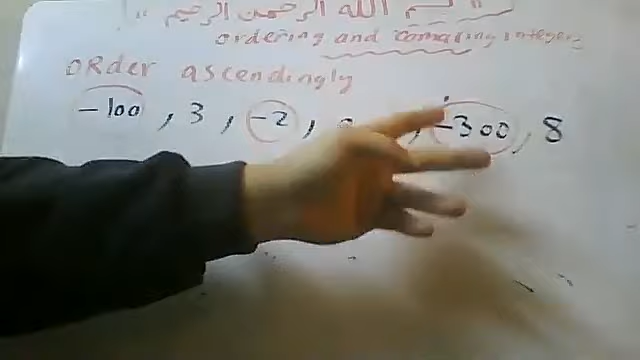 " بسم الله الرحمن الرحيم "
ordering and comparing integers
ORder ascendingly
-100 , 3 , -2 , , -300 , 8